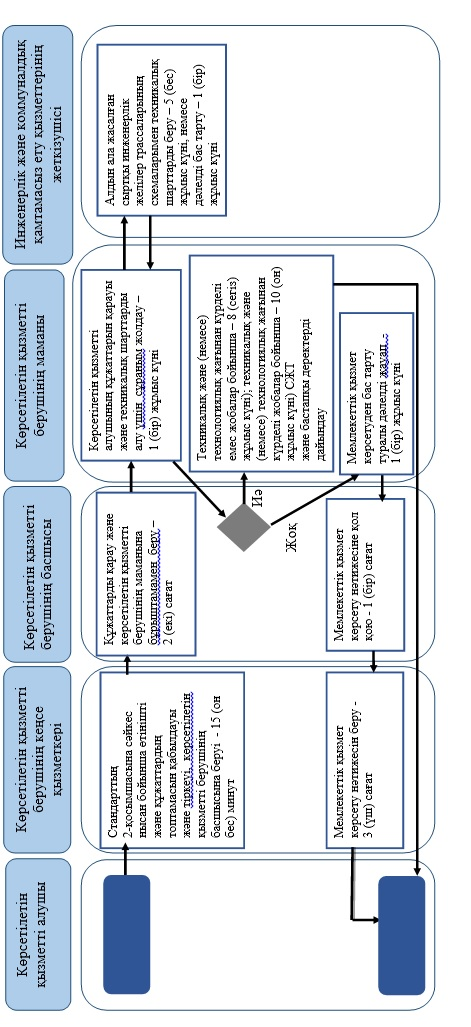 Көрсетілетін
қызметті алушы
Көрсетілетін қызметті
берушінің кеңсе
қызметкері
Көрсетілетін қызметті
берушінің басшысы
Көрсетілетін қызметті
берушінің маманы
Инженерлік және коммуналдық
қамтамасыз ету қызметтерінің
жеткізушісі
Стандарттың
2-қосымшасына сәйкес
нысан бойынша өтінішті
және құжаттардың
топтамасын қабылдауы
және тіркеуі, көрсетілетін
қызметті берушінің
басшысына беруі - 15 (он
бес) минут
Құжаттарды қарау және
көрсетілетін қызметті
берушінің маманына
бұрыштамамен беру –
2 (екі) сағат
Көрсетілетін қызметті
алушының құжаттарын қарауы
және техникалық шарттарды
алу үшін сұраным жолдау –
1 (бір) жұмыс күні
Алдын ала жасалған
сыртқы инженерлік
желілер трассаларының
схемаларымен техникалық
шарттарды беру – 5 (бес)
жұмыс күні, немесе
дәлелді бас тарту – 1 (бір)
жұмыс күні
Иә
Жоқ
Техникалық және (немесе)
технологиялық жағынан күрделі
емес жобалар бойынша – 8 (сегіз)
жұмыс күні); техникалық және
(немесе) технологиялық жағынан
күрделі жобалар бойынша – 10 (он)
жұмыс күні) СЖТ
және бастапқы деректерді
дайындау
Мемлекеттік қызмет
көрсетуден бас тарту
туралы дәлелді жауап –
1 (бір) жұмыс күні
Мемлекеттік қызмет
көрсету нәтижесіне қол
қою - 1 (бір) сағат
Мемлекеттік қызмет
көрсету нәтижесін беру -
3 (үш) сағат